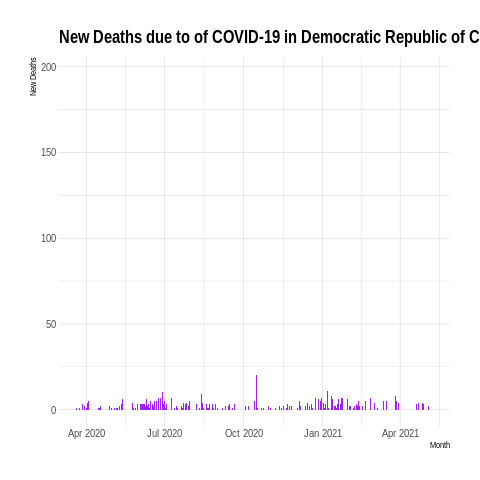 New Deaths due to of COVID-19 in Democratic Republic of C
New Deaths
200
150
100
50
0
Apr 2020 Jul 2020 Oct 2020 Jan 2021 Apr 2021
Month